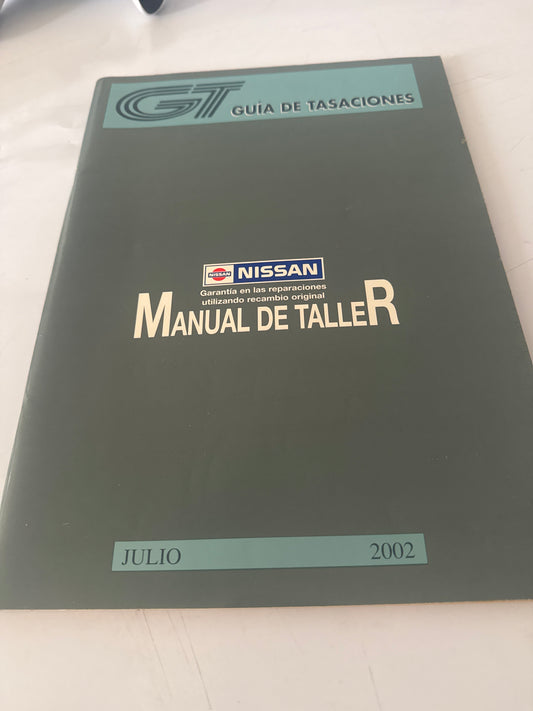 GT GUÍA DE TASACIONES
NISSAN NISSAN
Garantía en las reparaciones
utilizando recambio original
MANUAL DE TALLER
JULIO 2002